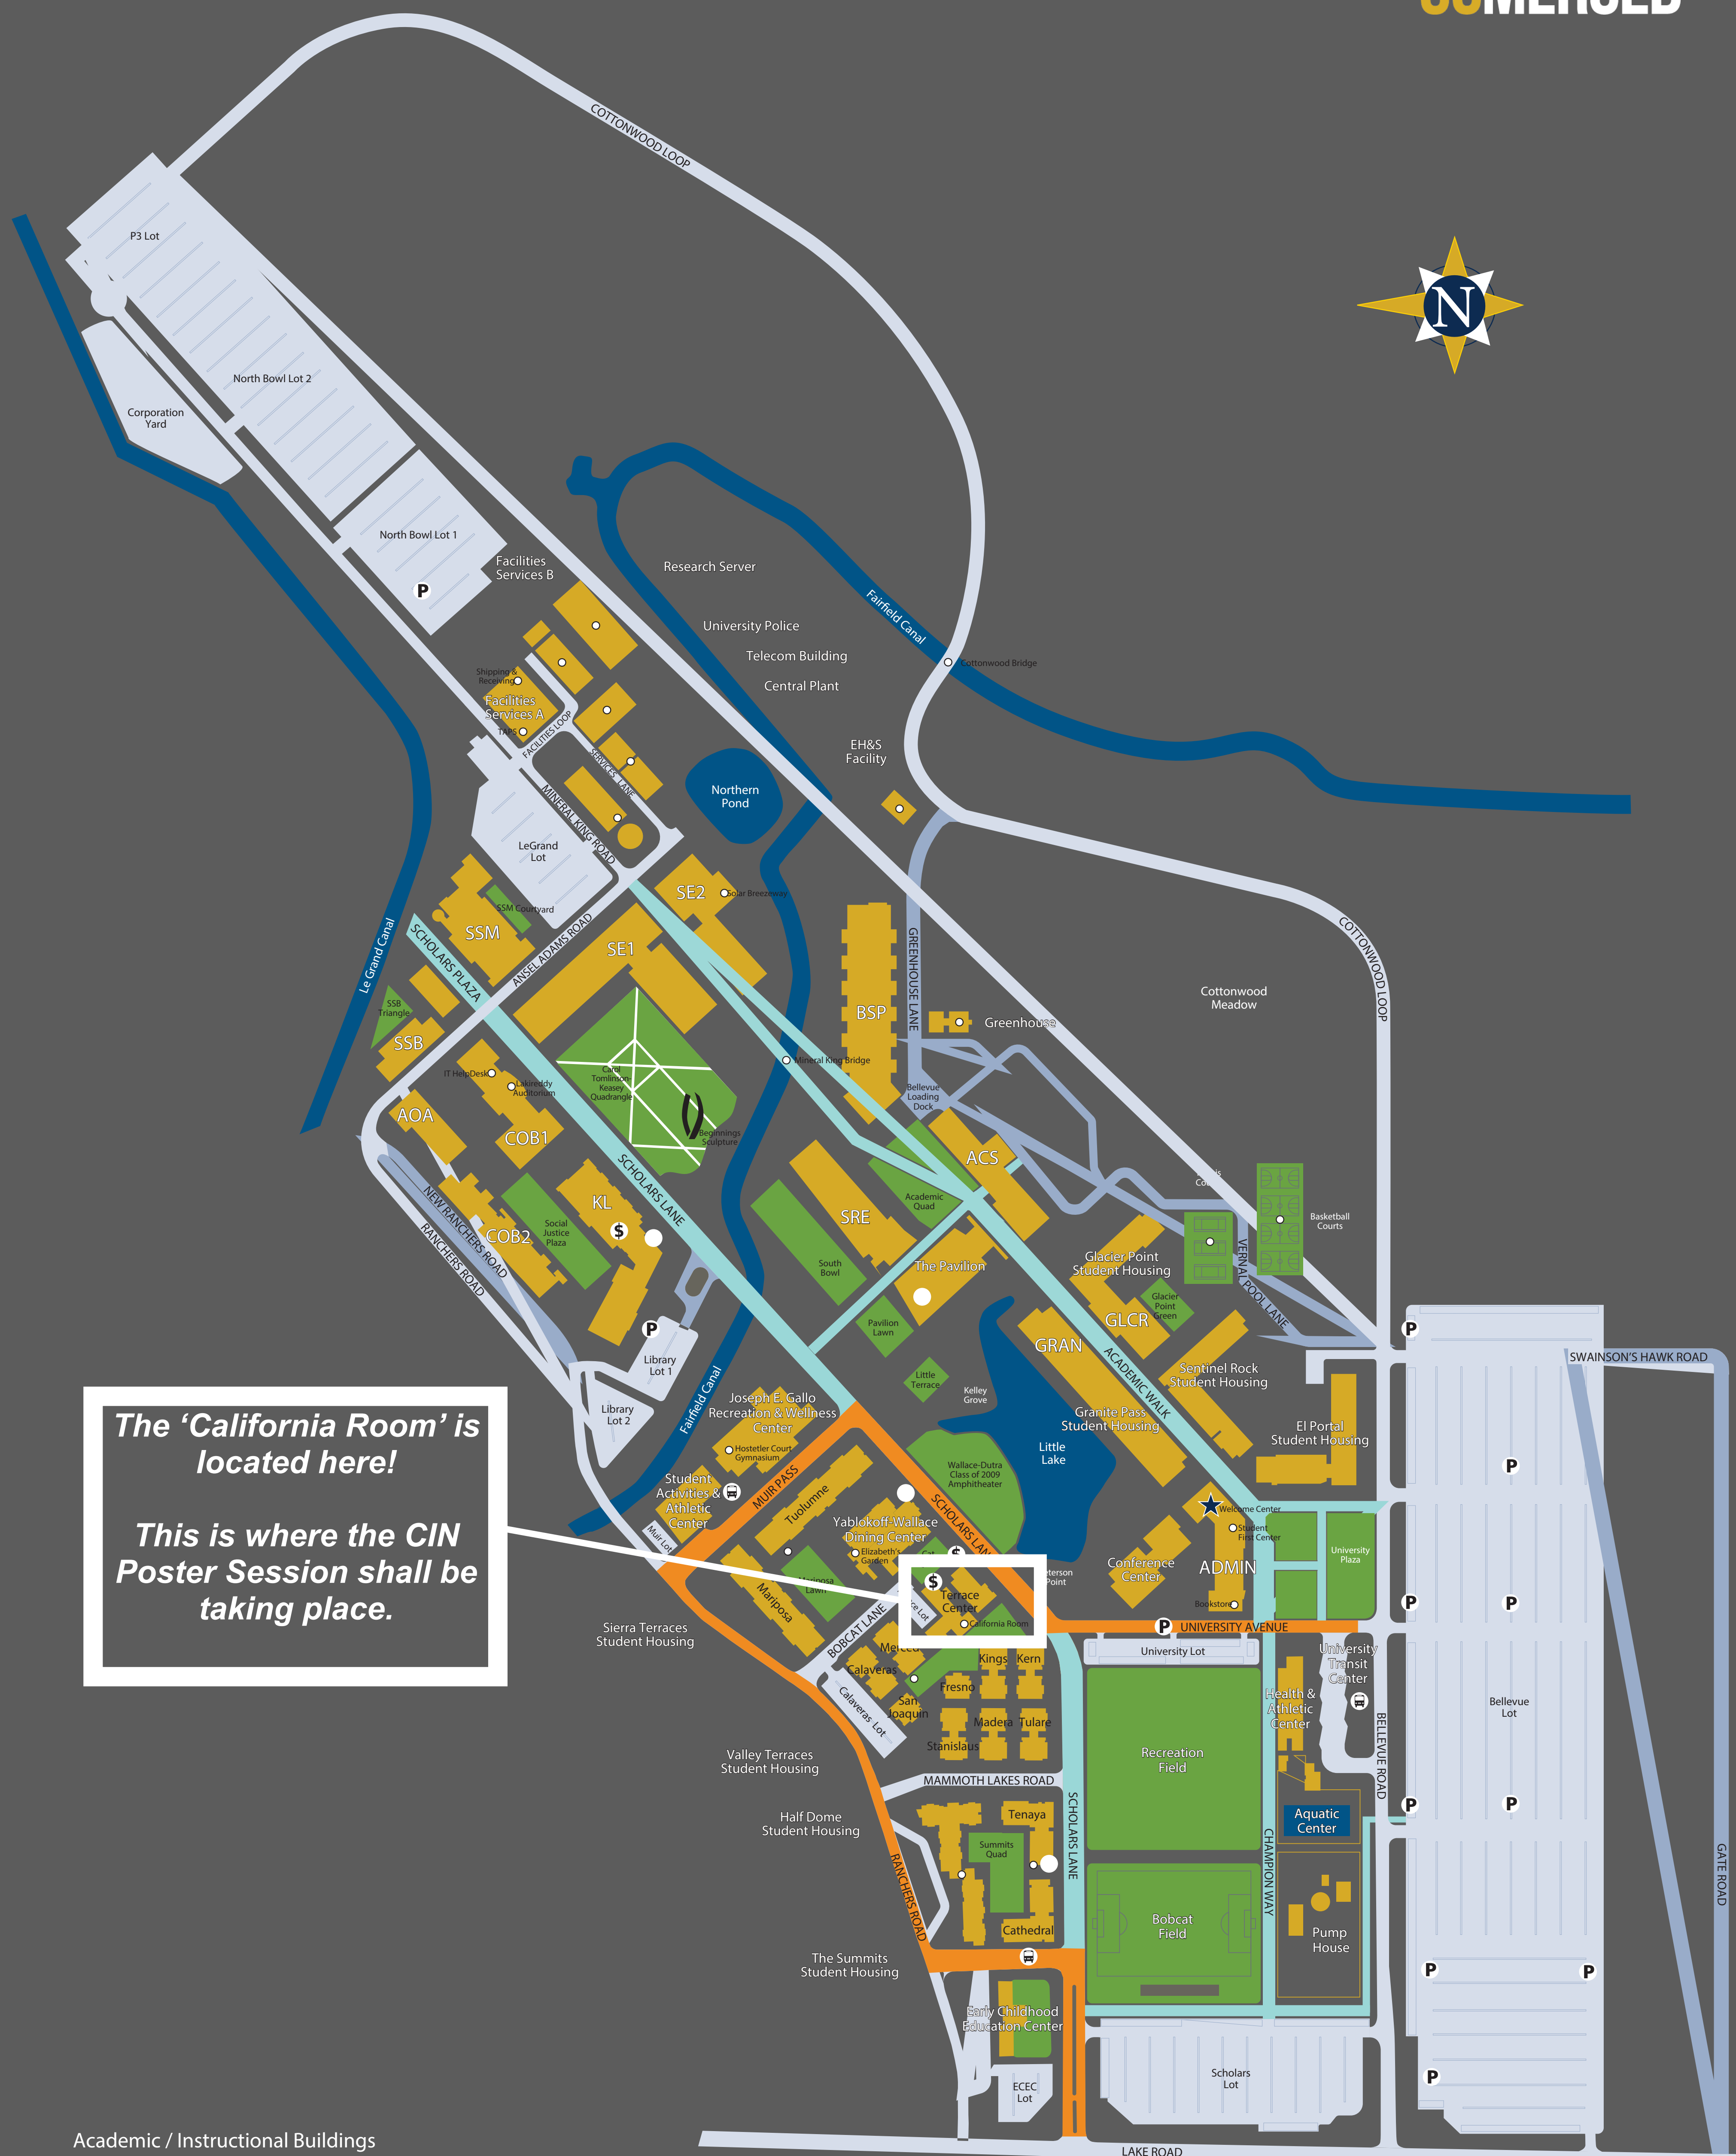 UCMERCED
COTTONWOOD LOOP
P3 Lot
North Bowl Lot 2
Corporation
Yard
North Bowl Lot 1
P
Facilities
Services B
Research Server
Fairfield Canal
University Police
Telecom Building
Central Plant
Cottonwood Bridge
N
Shipping &
Receiving
Facilities
Services A
TAPS
FACILITIES LOOP
SERVICES LANE
MINERAL KING ROAD
EH&S
Facility
Northern
Pond
LeGrand
Lot
SE2
Solar Breezeway
SSM Courtyard
SSM
SCHOLARS PLAZA
ANSEL ADAMS ROAD
SE1
Le Grand Canal
SSB
Triangle
SSB
BSP
GREENHOUSE LANE
Greenhouse
Cottonwood
Meadow
COTTONWOOD LOOP
Mineral King Bridge
IT HelpDesk
Lakireddy
Auditorium
Carol
Tomlinson-
Keasey
Quadrangle
Bellevue
Loading
Dock
AOA
COB1
Beginnings
Sculpture
ACS
SCHOLARS LANE
NEW RANCHERS ROAD
RANCHERS ROAD
KL
$
COB2
Social
Justice
Plaza
SRE
Academic
Quad
Basketball
Courts
VERNAL POOL LANE
South
Bowl
The Pavilion
Glacier Point
Student Housing
Glacier
Point
Green
GLCR
Pavilion
Lawn
GRAN
P
Library
Lot 1
Library
Lot 2
Fairfield Canal
Little
Terrace
Kelley
Grove
ACADEMIC WALK
Sentinel Rock
Student Housing
P
SWAINSON'S HAWK ROAD
Joseph E. Gallo
Recreation & Wellness
Center
Hostetler Court
Gymnasium
Granite Pass
Student Housing
El Portal
Student Housing
Little
Lake
Wallace-Dutra
Class of 2009
Amphitheater
P
The ‘California Room’ is
located here!
This is where the CIN
Poster Session shall be
taking place.
Student
Activities &
Athletic
Center
MUIR PASS
Muir Lot
Tuolumne
Yablokoff-Wallace
Dining Center
Elizabeth's
Garden
SCHOLARS LANE
Welcome Center
Student
First Center
University
Plaza
Conference
Center
ADMIN
Bookstore
Mariposa
Mariposa
Lawn
$
$
Terrace
Center
California Room
BOBCAT LANE
P
P
P
UNIVERSITY AVENUE
Sierra Terraces
Student Housing
Merced
Calaveras
Calaveras Lot
San
Joaquin
Kings
Kern
Fresno
Madera
Tulare
Stanislaus
University Lot
University
Transit
Center
Health &
Athletic
Center
Bellevue
Lot
BELLEVUE ROAD
Valley Terraces
Student Housing
MAMMOTH LAKES ROAD
Recreation
Field
Half Dome
Student Housing
Tenaya
Summits
Quad
SCHOLARS LANE
CHAMPION WAY
Aquatic
Center
P
P
GATE ROAD
RANCHERS ROAD
Cathedral
Bobcat
Field
Pump
House
The Summits
Student Housing
P
P
Early Childhood
Education Center
ECEC
Lot
Scholars
Lot
P
Academic / Instructional Buildings
LAKE ROAD